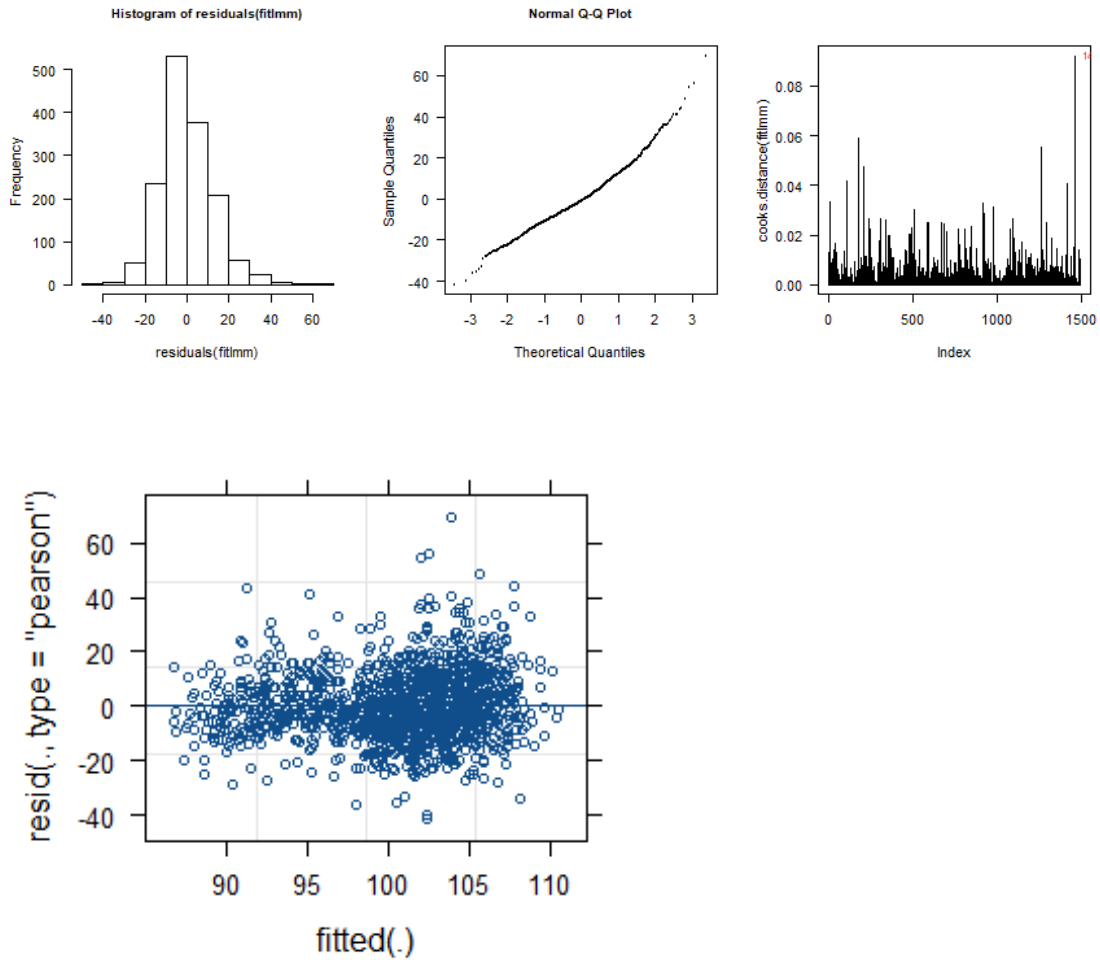 Histogram of residuals(fitlmm)
Frequency
500
400
300
200
100
0
-40 -20 0 20 40 60
residuals(fitlmm)
Normal Q-Q Plot
Sample Quantiles
60
40
20
0
-20
-40
-3 -2 -1 0 1 2 3
Theoretical Quantiles
cooks.distance(fitlmm)
0.08
0.06
0.04
0.02
0.00
0 500 1000 1500
Index
resid(., type = "pearson")
60
40
20
0
-20
-40
90 95 100 105 110
fitted(.)